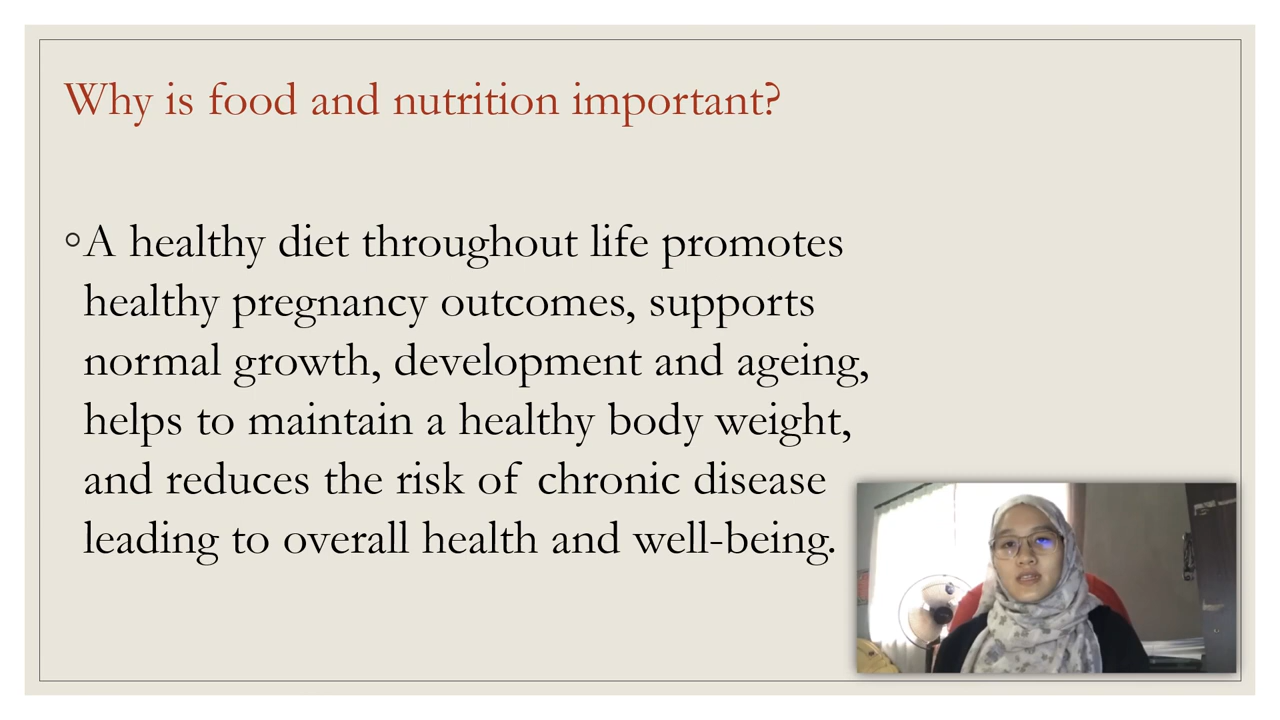 Why is food and nutrition important?
◦A healthy diet throughout life promotes
healthy pregnancy outcomes, supports
normal growth, development and ageing,
helps to maintain a healthy body weight,
and reduces the risk of chronic disease
leading to overall health and well-being.